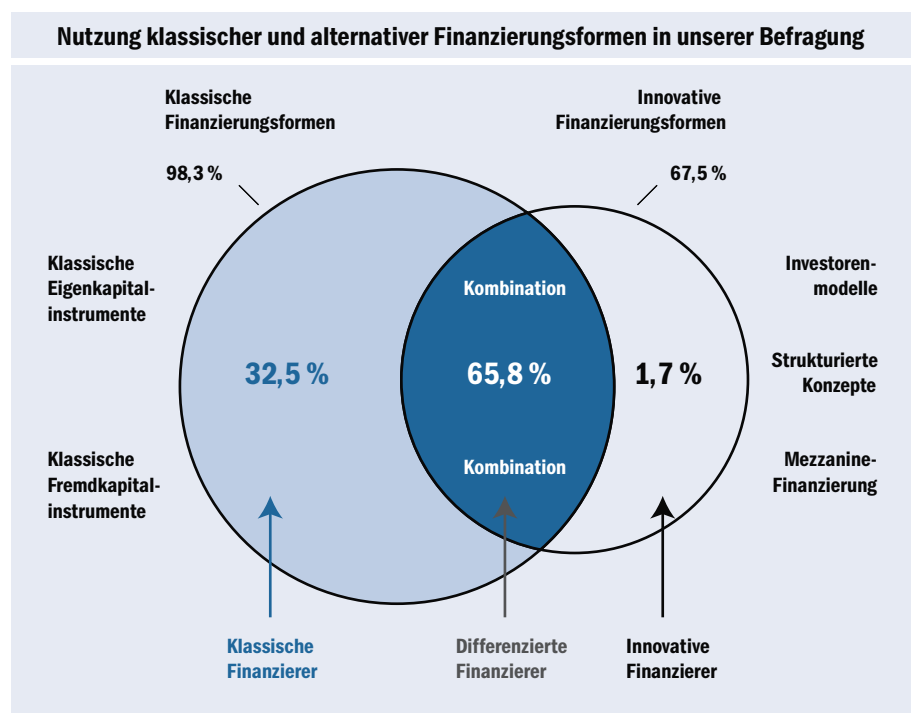 Nutzung klassischer und alternativer Finanzierungsformen in unserer Befragung
Klassische
Finanzierungsformen
98,3 %
Innovative
Finanzierungsformen
67,5 %
Klassische
Eigenkapital-
instrumente
Klassische
Fremdkapital-
instrumente
32,5 %
Kombination
65,8 %
Kombination
1,7 %
Investoren-
modelle
Strukturierte
Konzepte
Mezzanine-
Finanzierung
Klassische
Finanzierer
Differenzierte
Finanzierer
Innovative
Finanzierer